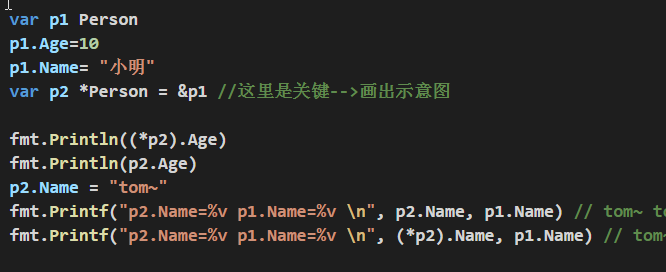 var p1 Person
p1.Age=10
p1.Name= "小明"
var p2 *Person = &p1 //这里是关键-->画出示意图
fmt.Println((*p2).Age)
fmt.Println(p2.Age)
p2.Name = "tom~"
fmt.Printf("p2.Name=%v p1.Name=%v \n", p2.Name, p1.Name) // tom~ to
fmt.Printf("p2.Name=%v p1.Name=%v \n", (*p2).Name, p1.Name) // tom~